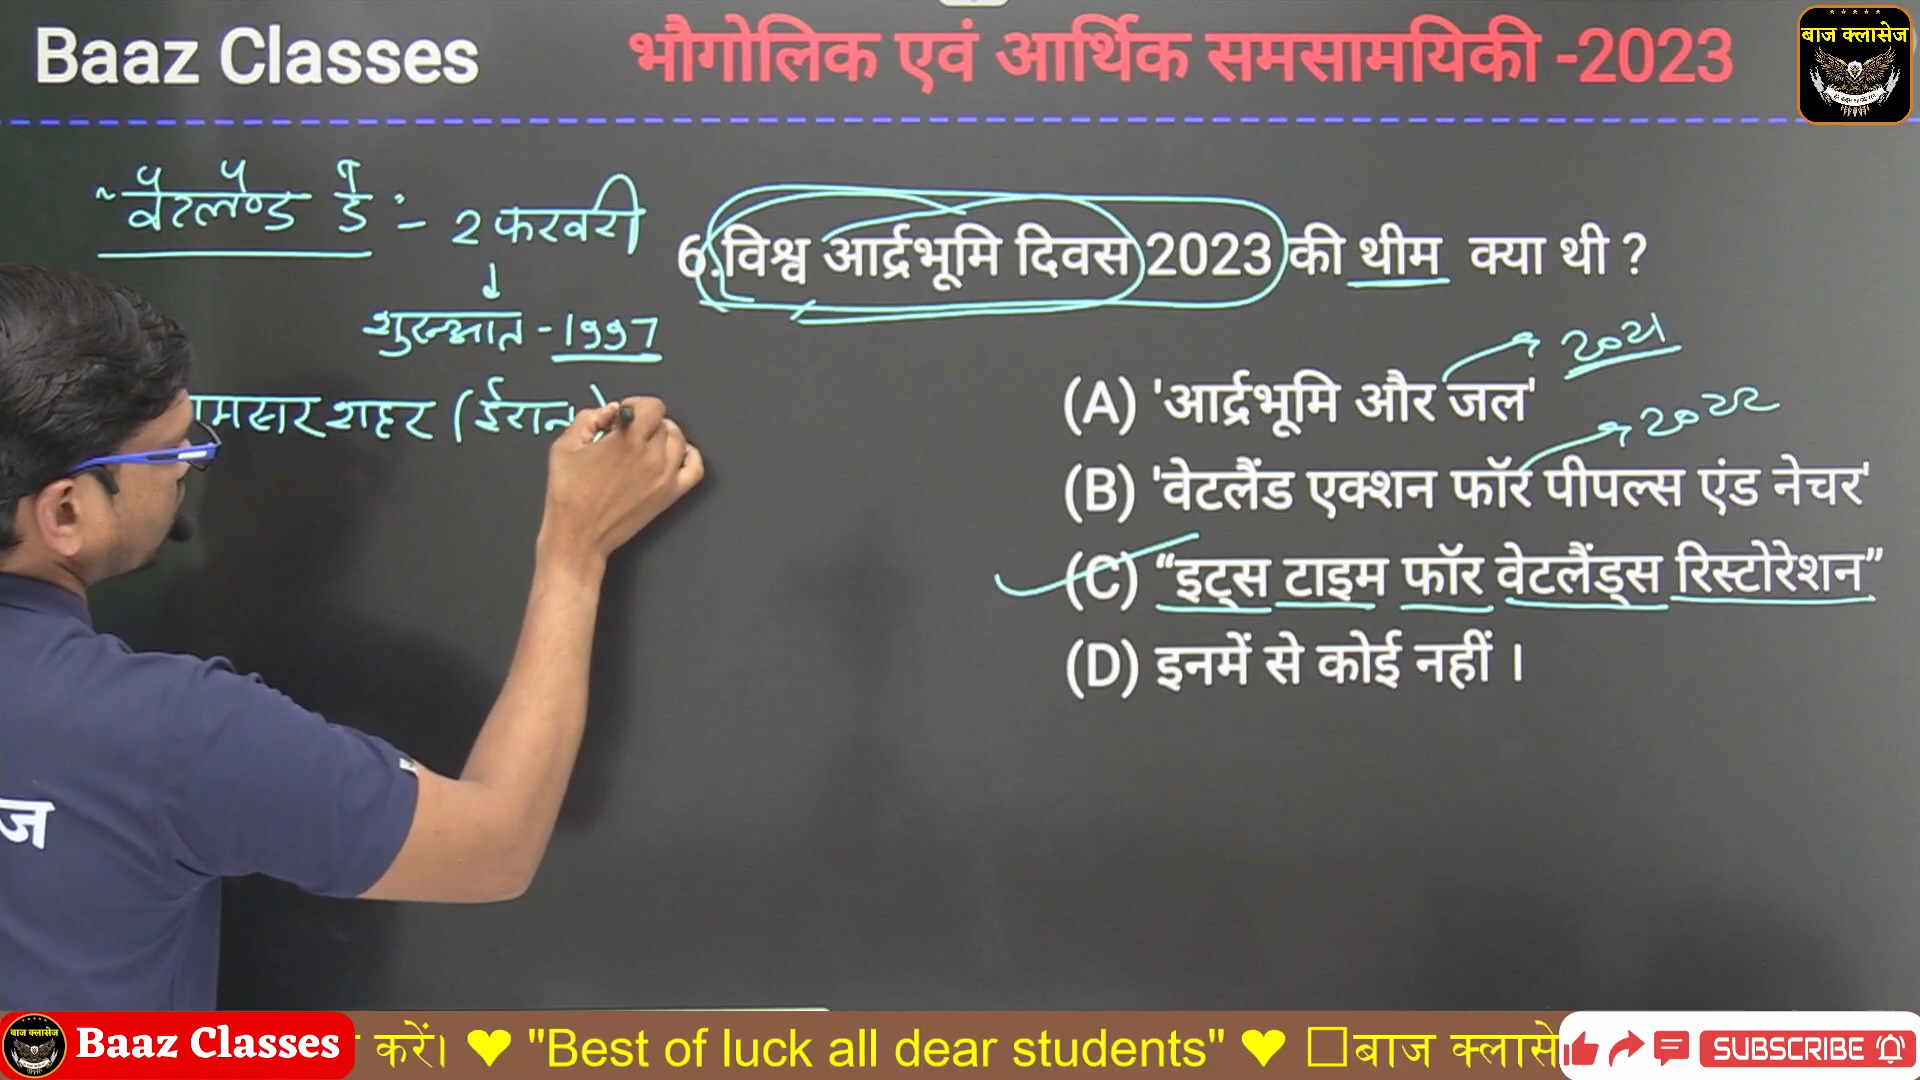 Baaz Classes
भौगोलिक एवं आर्थिक समसामयिकी -2023
बाज क्लासेज
वेटलैण्ड डे :- 2 फरवरी
शुरुआत - 1997
रामसर शहर (ईरान)
6.विश्व आर्द्रभूमि दिवस 2023 की थीम क्या थी ?
2021
(A) 'आर्द्रभूमि और जल'
2022
(B) 'वेटलैंड एक्शन फॉर पीपल्स एंड नेचर'
(C) “इट्स टाइम फॉर वेटलैंड्स रिस्टोरेशन”
(D) इनमें से कोई नहीं ।
ज
बाज क्लासेज
Baaz Classes
करें। ♥ "Best of luck all dear students" ♥ □बाज क्लासे
SUBSCRIBE